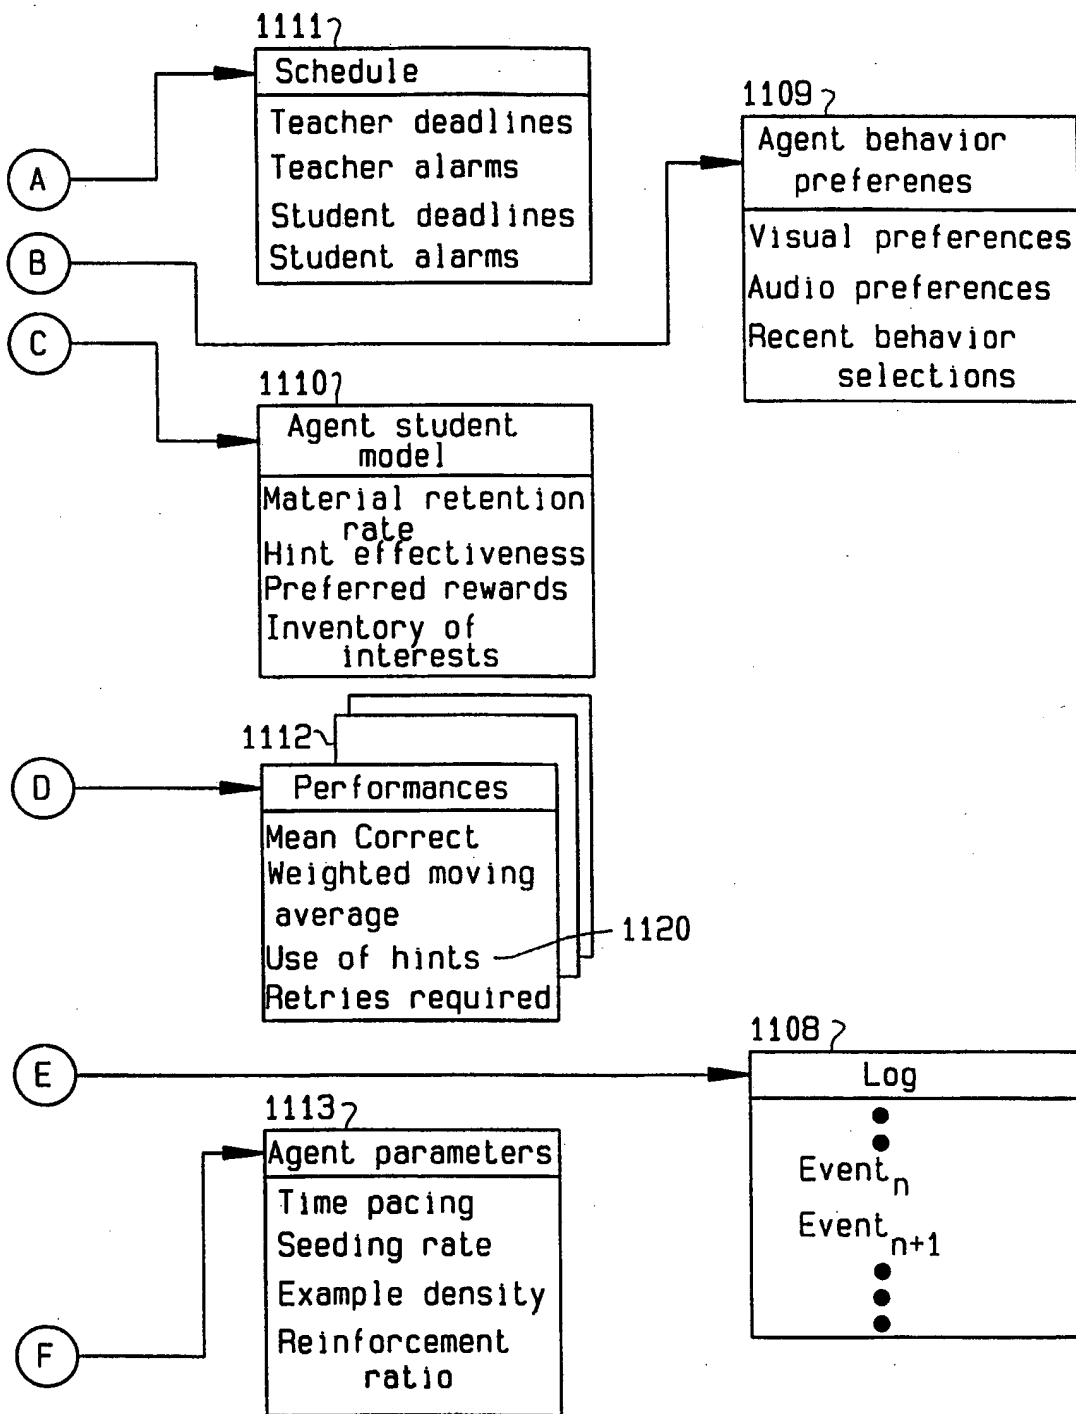 1111
Schedule
Teacher deadlines
Teacher alarms
Student deadlines
Student alarms
A
B
C
1109
Agent behavior
preferenes
Visual preferences
Audio preferences
Recent behavior
selections
1110
Agent student
model
Material retention
rate
Hint effectiveness
Preferred rewards
Inventory of
interests
D
1112
Performances
Mean Correct
Weighted moving
average
Use of hints
1120
Retries required
E
1108
Log
Event n
Event n+1
F
1113
Agent parameters
Time pacing
Seeding rate
Example density
Reinforcement
ratio